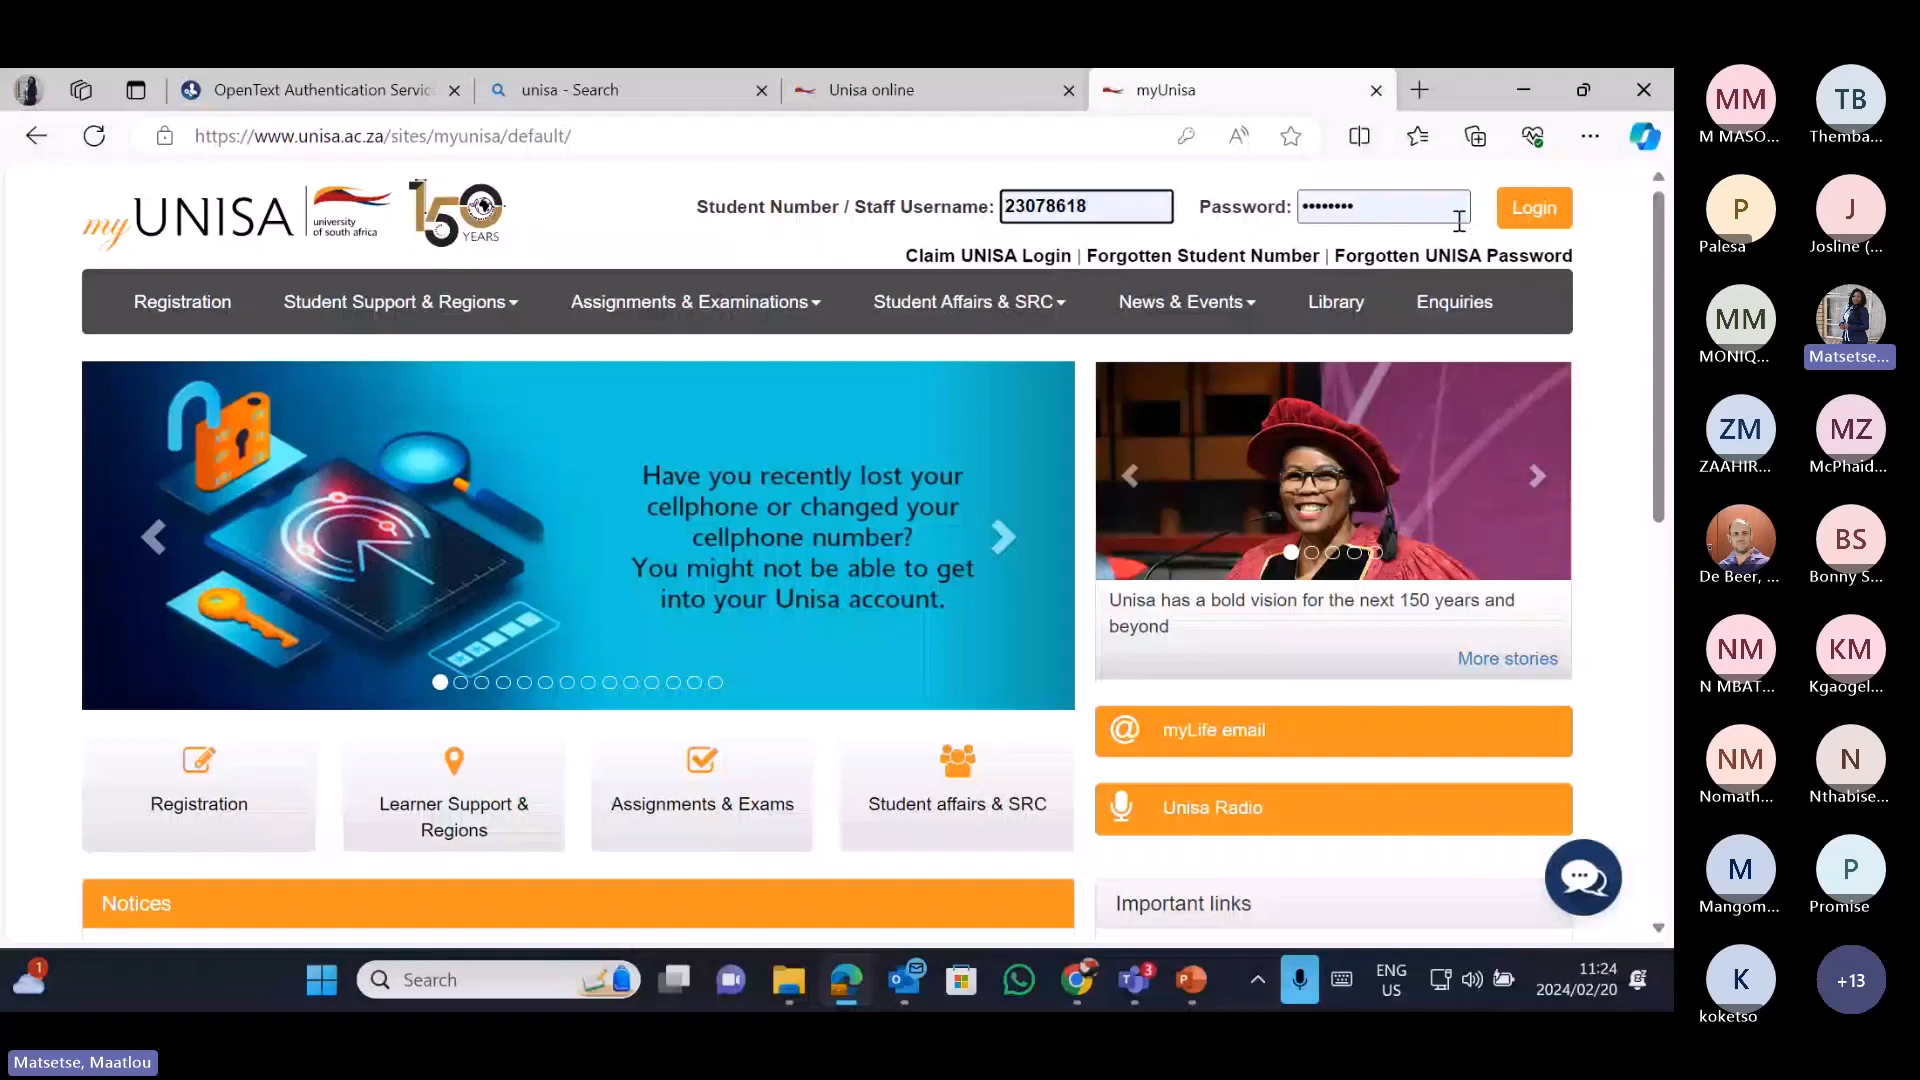 OpenText Authentication Servic
unisa - Search
Unisa online
myUnisa
https://www.unisa.ac.za/sites/myunisa/default/
my UNISA
university
of south africa
150
YEARS
Student Number / Staff Username:
23078618
Password:
••••••••
Login
Claim UNISA Login | Forgotten Student Number | Forgotten UNISA Password
Registration
Student Support & Regions
Assignments & Examinations
Student Affairs & SRC
News & Events
Library
Enquiries
Have you recently lost your
cellphone or changed your
cellphone number?
You might not be able to get
into your Unisa account.
Unisa has a bold vision for the next 150 years and
beyond
More stories
@ myLife email
Unisa Radio
Registration
Learner Support &
Regions
Assignments & Exams
Student affairs & SRC
Notices
Important links
1
Search
3
ENG
US
11:24
2024/02/20
MM
M MASO...
TB
Themba...
P
Palesa
J
Josline (...
MM
MONIQ...
Matsetse...
ZM
ZAAHIR...
MZ
McPhaid...
De Beer, ...
BS
Bonny S...
NM
N MBAT...
KM
Kgaogel...
NM
Nomath...
N
Nthabise...
M
Mangom...
P
Promise
K
koketso
+13
Matsetse, Maatlou